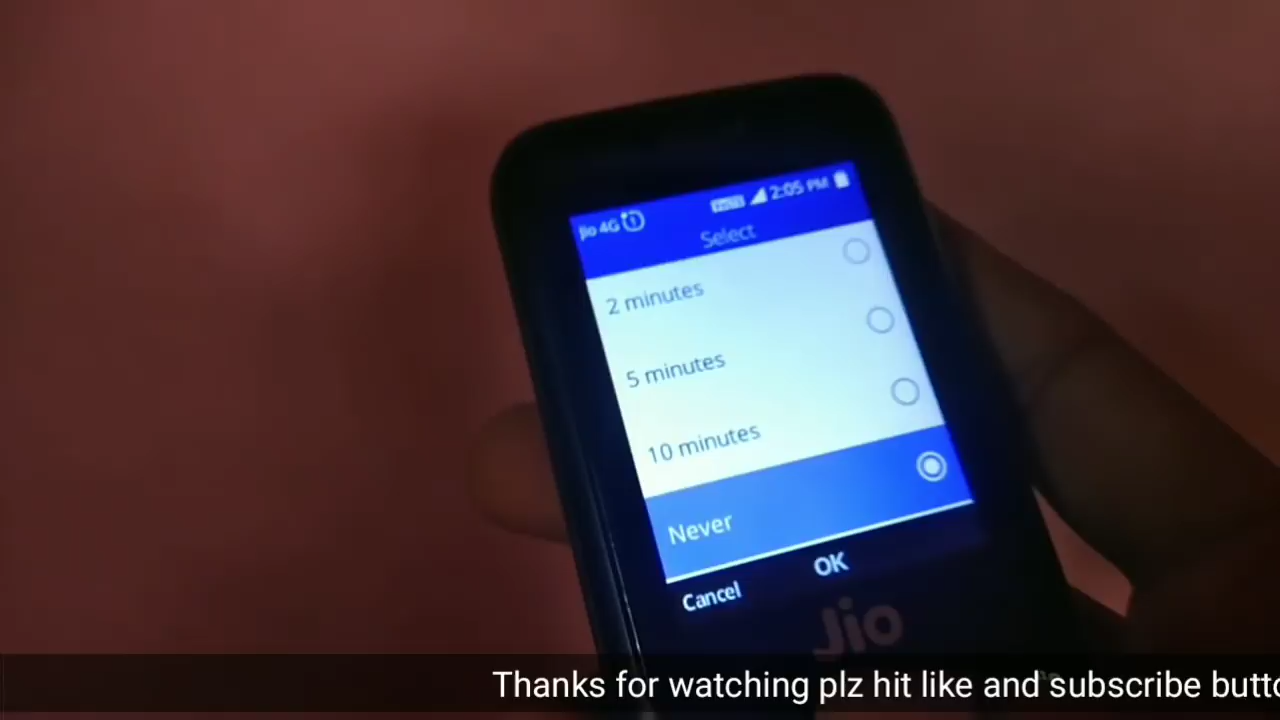 Jio 4G 2:05 PM
Select
2 minutes
5 minutes
10 minutes
Never
Cancel OK
Jio
Thanks for watching plz hit like and subscribe butto